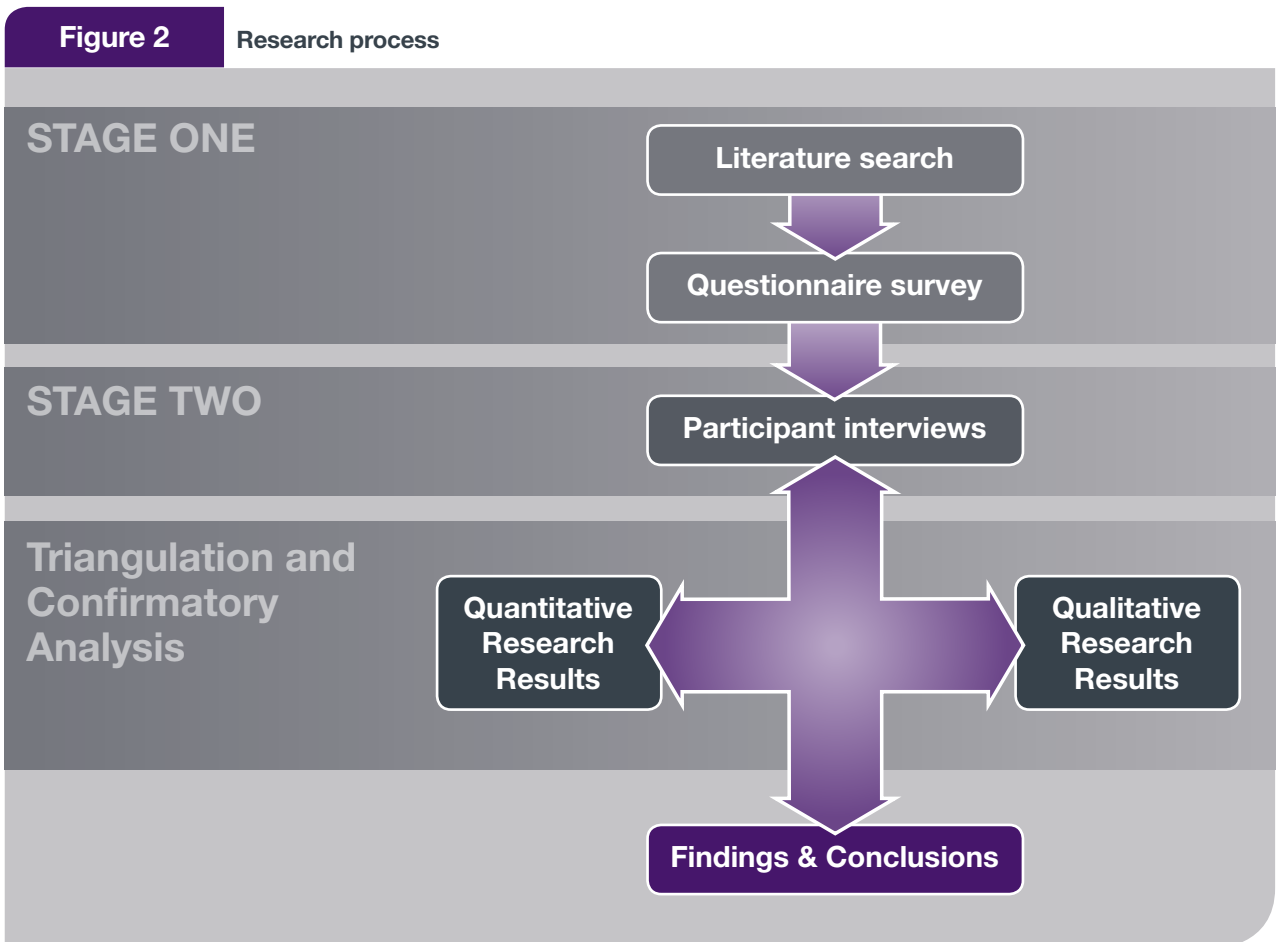 Figure 2
Research process
STAGE ONE
Literature search
Questionnaire survey
STAGE TWO
Participant interviews
Triangulation and
Confirmatory
Analysis
Quantitative
Research
Results
Qualitative
Research
Results
Findings & Conclusions